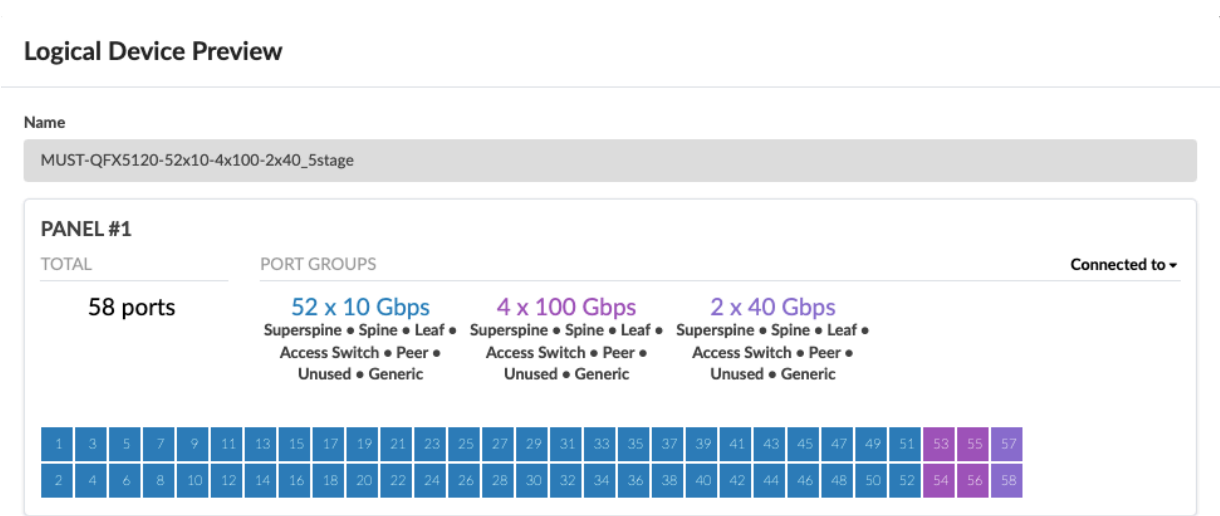 Logical Device Preview
Name
MUST-QFX5120-52x10-4x100-2x40_5stage
PANEL #1
TOTAL
PORT GROUPS
Connected to
58 ports
52 x 10 Gbps
Superspine • Spine • Leaf •
Access Switch • Peer •
Unused • Generic
4 x 100 Gbps
Superspine • Spine • Leaf •
Access Switch • Peer •
Unused • Generic
2 x 40 Gbps
Superspine • Spine • Leaf •
Access Switch • Peer •
Unused • Generic
1 3 5 7 9 11 13 15 17 19 21 23 25 27 29 31 33 35 37 39 41 43 45 47 49 51 53 55 57
2 4 6 8 10 12 14 16 18 20 22 24 26 28 30 32 34 36 38 40 42 44 46 48 50 52 54 56 58